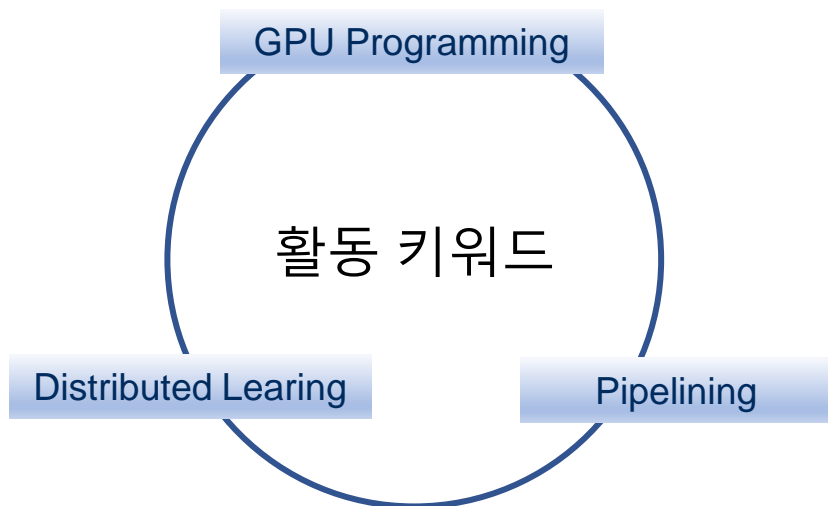 GPU Programming
활동 키워드
Distributed Learing
Pipelining